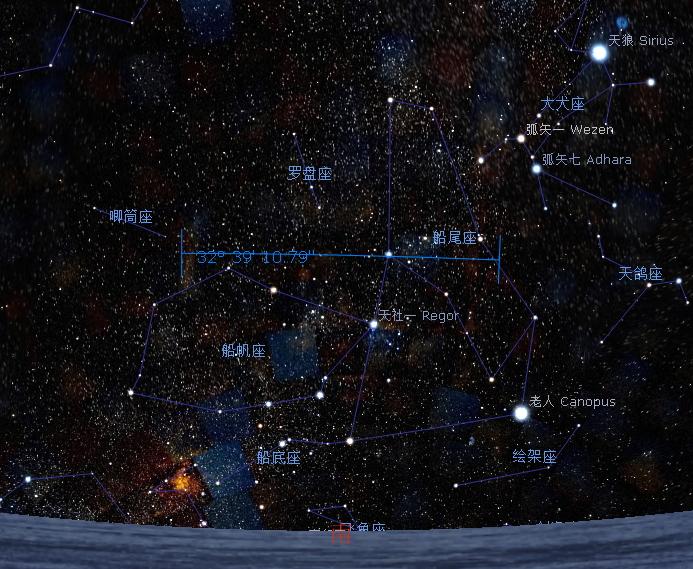 天狼 Sirius
大犬座
弧矢一 Wezen
弧矢七 Adhara
罗盘座
唧筒座
船尾座
32° 39' 10.79"
天鸽座
天社一 Regor
船帆座
老人 Canopus
船底座
绘架座
飞鱼座
南